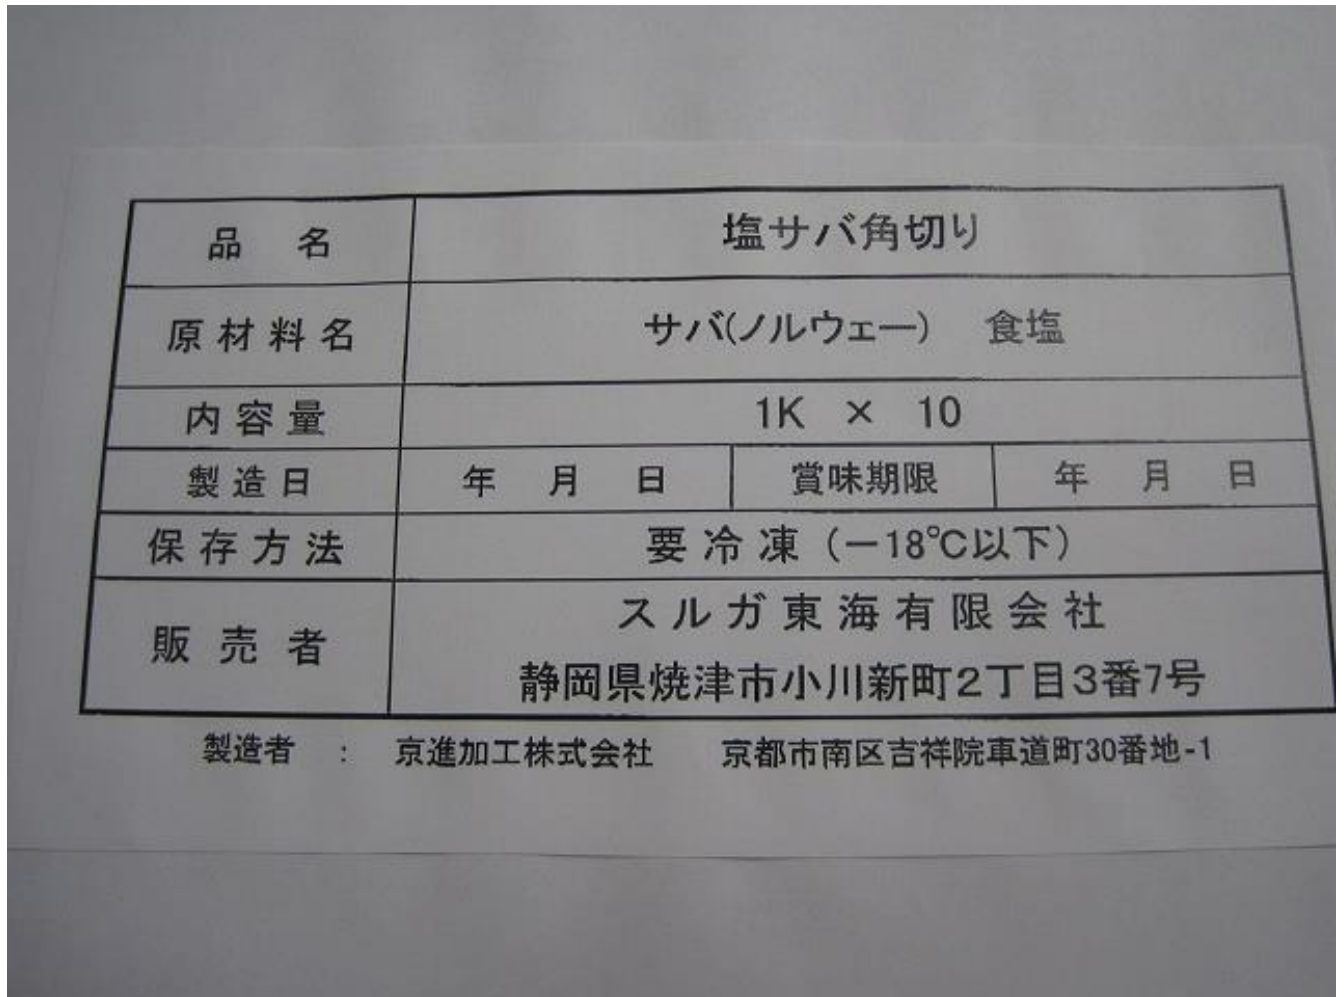 品 名 塩サバ角切り
原材料名 サバ(ノルウェー) 食塩
内容量 1K × 10
製造日 年 月 日 賞味期限 年 月 日
保存方法 要冷凍(－18℃以下)
販売者 スルガ東海有限会社
静岡県焼津市小川新町2丁目3番7号
製造者 : 京進加工株式会社 京都市南区吉祥院車道町30番地-1